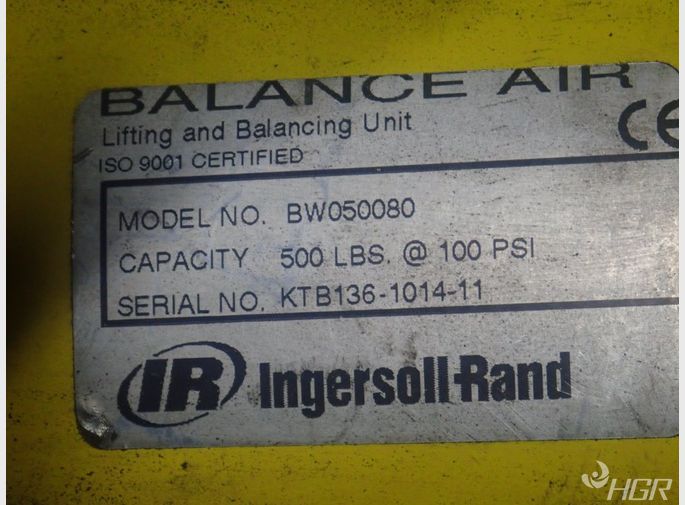 BALANCE AIR
Lifting and Balancing Unit
CE
ISO 9001 CERTIFIED
MODEL NO. BW050080
CAPACITY 500 LBS. @ 100 PSI
SERIAL NO. KTB136-1014-11
IR Ingersoll-Rand
HGR